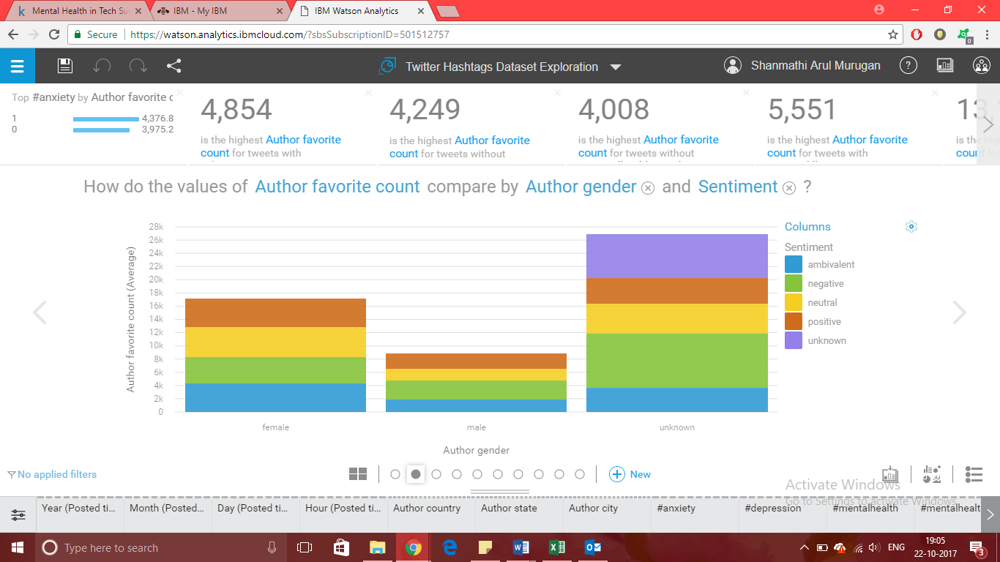 Mental Health in Tech Su
IBM - My IBM
IBM Watson Analytics
Secure
https://watson.analytics.ibmcloud.com/?sbsSubscriptionID=501512757
0
Twitter Hashtags Dataset Exploration
Shanmathi Arul Murugan
?
Top #anxiety by Author favorite c
1 4,376.8
0 3,975.2
4,854
is the highest Author favorite
count for tweets with
4,249
is the highest Author favorite
count for tweets without
4,008
is the highest Author favorite
count for tweets without
5,551
is the highest Author favorite
count for tweets with
How do the values of Author favorite count compare by Author gender and Sentiment ?
Author favorite count (Average)
28k
26k
24k
22k
20k
18k
16k
14k
12k
10k
8k
6k
4k
2k
0
female
male
unknown
Author gender
Columns
Sentiment
ambivalent
negative
neutral
positive
unknown
No applied filters
New
Activate Windows
Go to Settings to activate Windows.
Year (Posted ti...
Month (Posted...
Day (Posted ti...
Hour (Posted ti...
Author country
Author state
Author city
#anxiety
#depression
#mentalhealth
#mentalhealt
Type here to search
ENG
19:05
22-10-2017
3